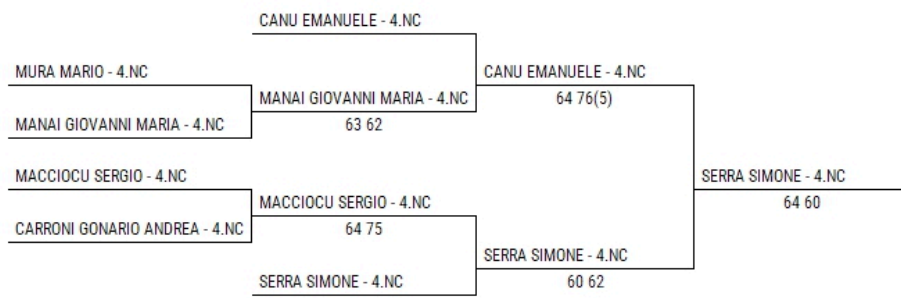 CANU EMANUELE - 4.NC
MURA MARIO - 4.NC
CANU EMANUELE - 4.NC
MANAI GIOVANNI MARIA - 4.NC
64 76(5)
MANAI GIOVANNI MARIA - 4.NC
63 62
MACCIOCU SERGIO - 4.NC
SERRA SIMONE - 4.NC
MACCIOCU SERGIO - 4.NC
64 60
CARRONI GONARIO ANDREA - 4.NC
64 75
SERRA SIMONE - 4.NC
SERRA SIMONE - 4.NC
60 62